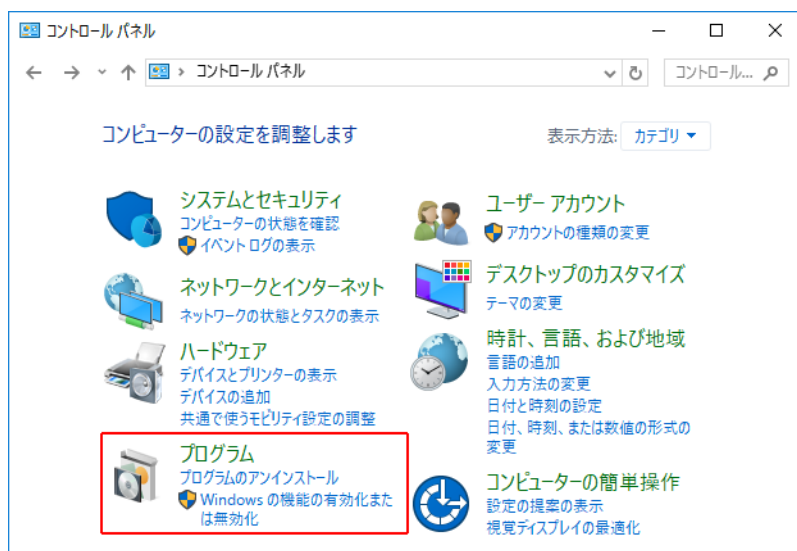 コントロール パネル
コントロール パネル
コントロール...
コンピューターの設定を調整します
表示方法: カテゴリ
システムとセキュリティ
コンピューターの状態を確認
イベント ログの表示
ネットワークとインターネット
ネットワークの状態とタスクの表示
ハードウェア
デバイスとプリンターの表示
デバイスの追加
共通で使うモビリティ設定の調整
プログラム
プログラムのアンインストール
Windows の機能の有効化また
は無効化
ユーザー アカウント
アカウントの種類の変更
デスクトップのカスタマイズ
テーマの変更
時計、言語、および地域
言語の追加
入力方法の変更
日付と時刻の設定
日付、時刻、または数値の形式の
変更
コンピューターの簡単操作
設定の提案の表示
視覚ディスプレイの最適化